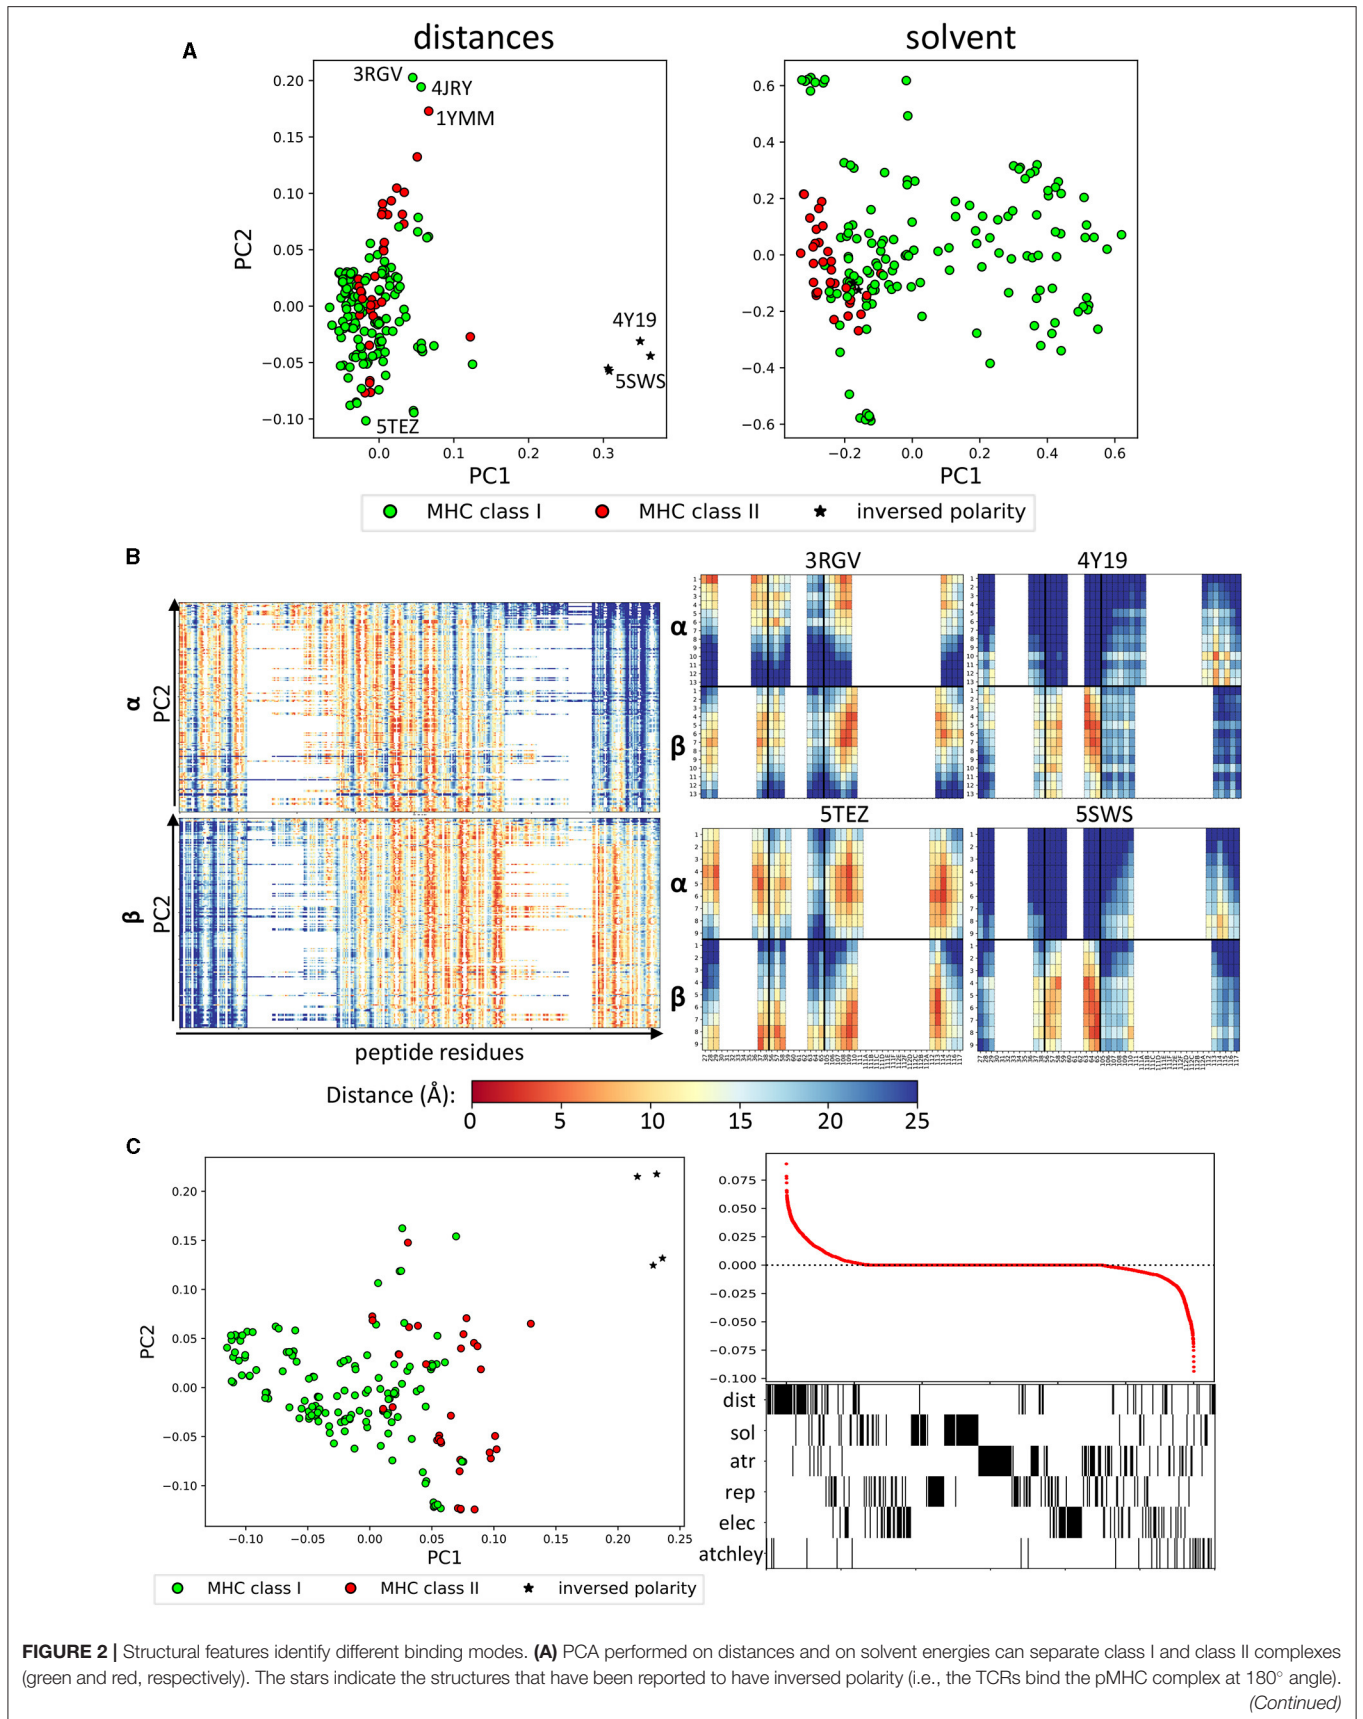 A
distances
solvent
3RGV
4JRY
1YMM
4Y19
5SWS
5TEZ
0.20
0.15
0.10
0.05
0.00
−0.05
−0.10
PC2
0.0
0.1
0.2
0.3
PC1
0.6
0.4
0.2
0.0
−0.2
−0.4
−0.6
−0.2
0.0
0.2
0.4
0.6
PC1
MHC class I
MHC class II
inversed polarity
B
3RGV
4Y19
α
PC2
β
PC2
peptide residues
α
β
5TEZ
5SWS
α
β
Distance (Å):
0
5
10
15
20
25
C
0.20
0.15
0.10
0.05
0.00
−0.05
−0.10
PC2
−0.10
−0.05
0.00
0.05
0.10
0.15
0.20
0.25
PC1
MHC class I
MHC class II
inversed polarity
0.075
0.050
0.025
0.000
−0.025
−0.050
−0.075
−0.100
dist
sol
atr
rep
elec
atchley
FIGURE 2 | Structural features identify different binding modes. (A) PCA performed on distances and on solvent energies can separate class I and class II complexes
(green and red, respectively). The stars indicate the structures that have been reported to have inversed polarity (i.e., the TCRs bind the pMHC complex at 180° angle).
(Continued)